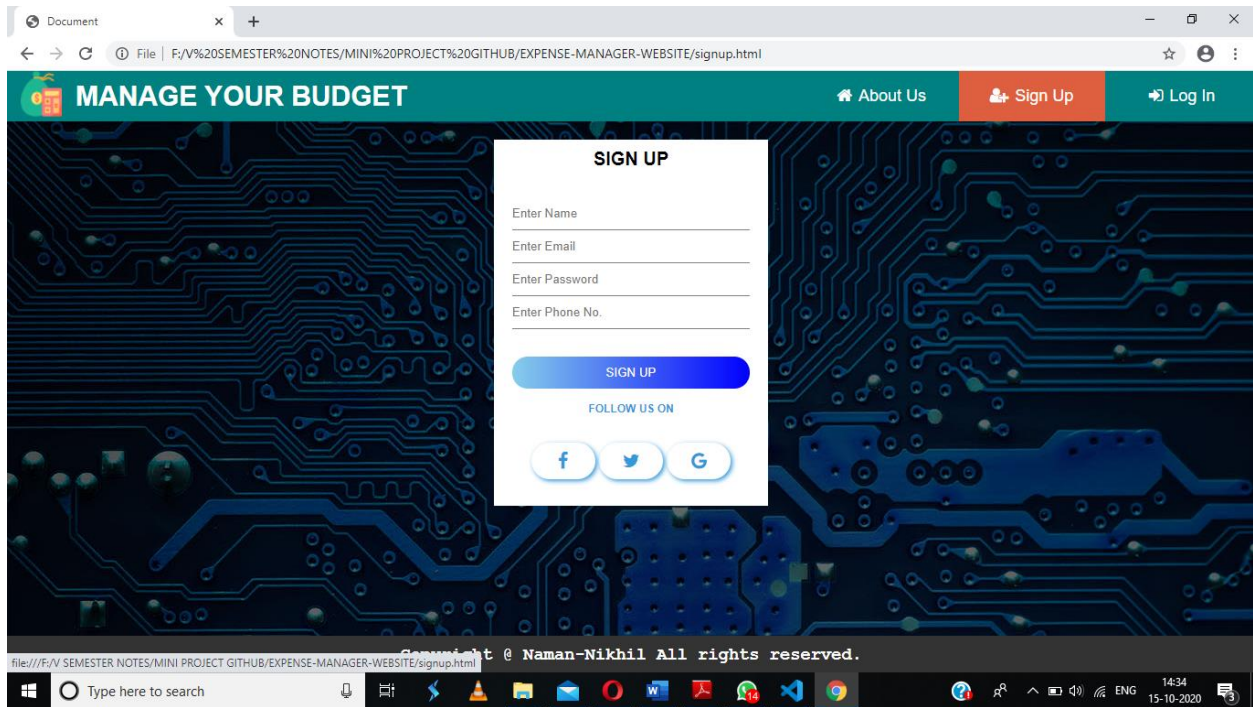 Document
File | F:/V%20SEMESTER%20NOTES/MINI%20PROJECT%20GITHUB/EXPENSE-MANAGER-WEBSITE/signup.html
MANAGE YOUR BUDGET About Us Sign Up Log In
SIGN UP
Enter Name
Enter Email
Enter Password
Enter Phone No.
SIGN UP
FOLLOW US ON
f G
Copyright @ Naman-Nikhil All rights reserved.
file:///F:/V SEMESTER NOTES/MINI PROJECT GITHUB/EXPENSE-MANAGER-WEBSITE/signup.html
Type here to search 14 ENG 14:34
15-10-2020 3